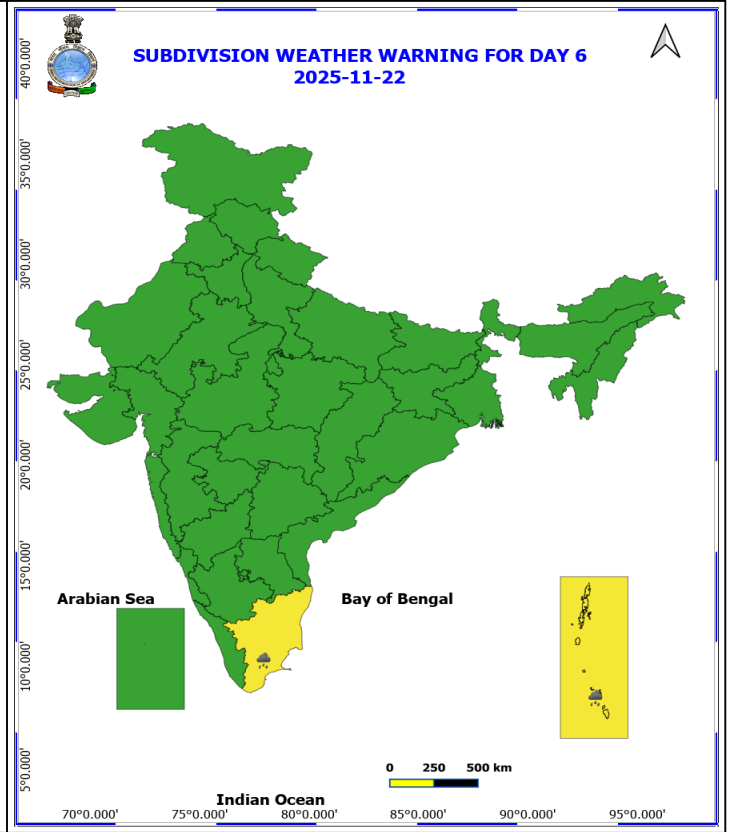 SUBDIVISION WEATHER WARNING FOR DAY 6
2025-11-22
40°0.000'
35°0.000'
30°0.000'
25°0.000'
20°0.000'
15°0.000'
10°0.000'
5°0.000'
Arabian Sea
Bay of Bengal
0 250 500 km
Indian Ocean
70°0.000' 75°0.000' 80°0.000' 85°0.000' 90°0.000' 95°0.000'